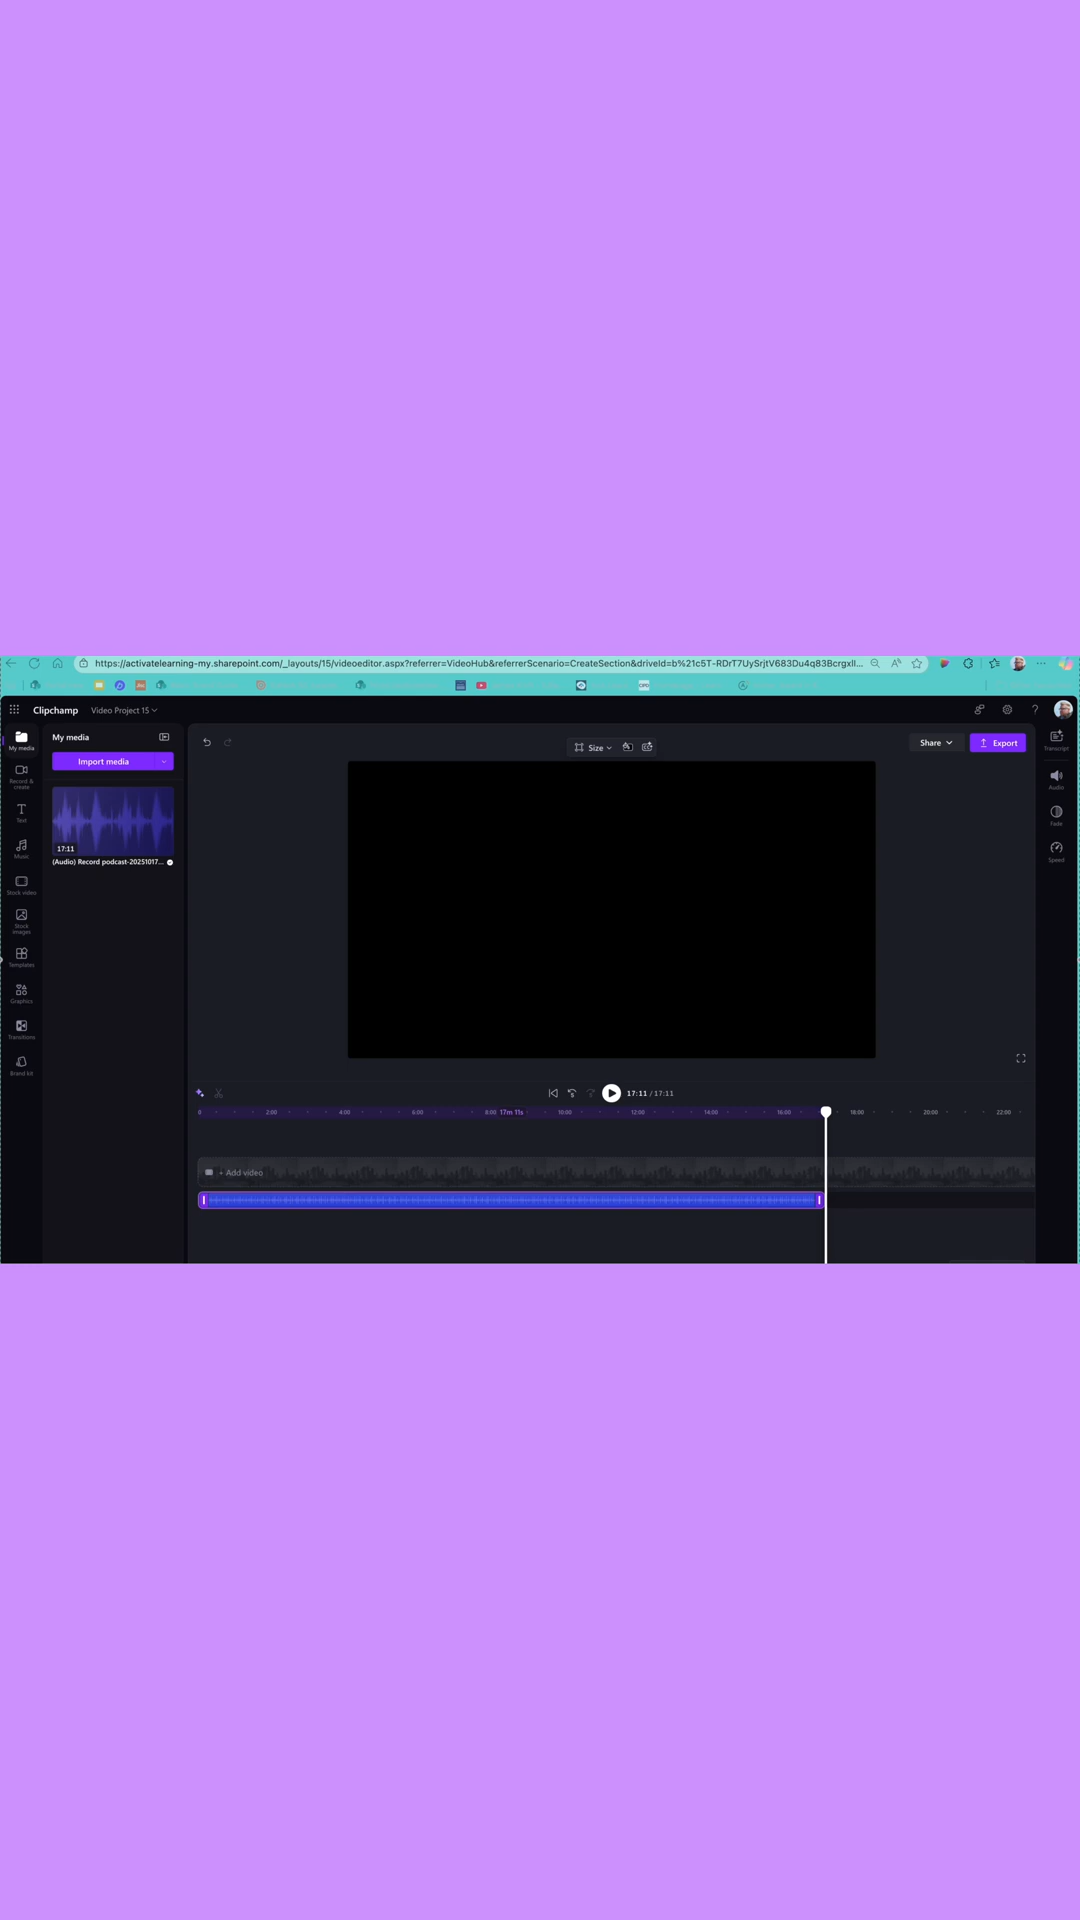 https://activatelearning-my.sharepoint.com/_layouts/15/videoeditor.aspx?referrer=VideoHub&referrerScenario=CreateSection&driveId=b%21c5T-RDrT7UySrjtV683Du4q83Bcrgxll...
Clipchamp
Video Project 15
My media
Import media
17:11
(Audio) Record podcast-20251017...
My media
Record & create
Text
Music
Stock video
Stock images
Templates
Graphics
Transitions
Brand kit
Size
Share
Export
Transcript
Audio
Fade
Speed
17:11 / 17:11
0 2:00 4:00 6:00 8:00 17m 11s 10:00 12:00 14:00 16:00 18:00 20:00 22:00
+ Add video